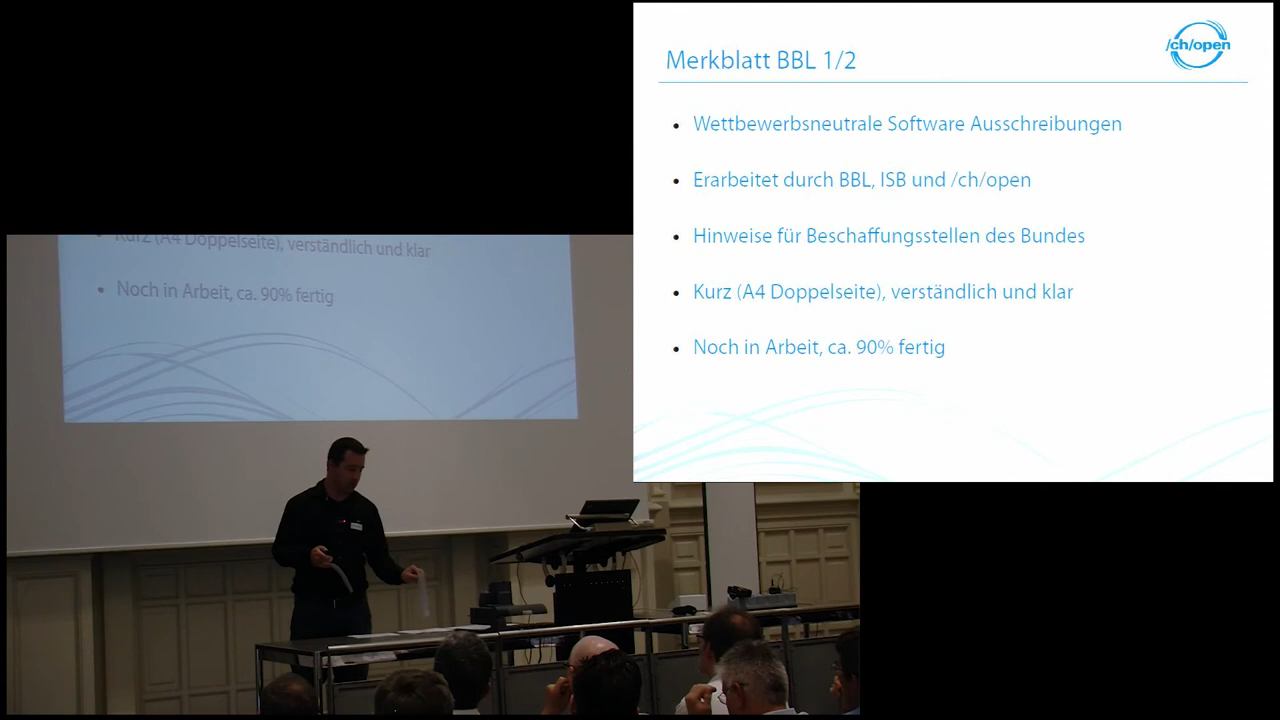 /ch/open
Merkblatt BBL 1/2
• Wettbewerbsneutrale Software Ausschreibungen
• Erarbeitet durch BBL, ISB und /ch/open
• Hinweise für Beschaffungsstellen des Bundes
• Kurz (A4 Doppelseite), verständlich und klar
• Noch in Arbeit, ca. 90% fertig
• Kurz (A4 Doppelseite), verständlich und klar
• Noch in Arbeit, ca. 90% fertig